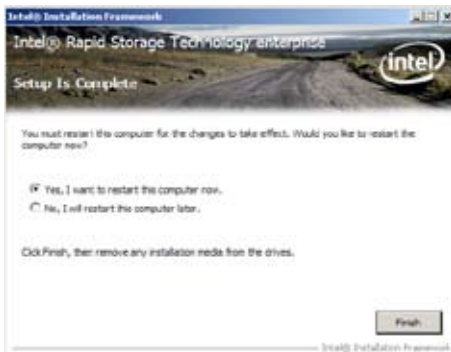 Intel® Installation Framework
Intel® Rapid Storage Technology enterprise
intel
Setup Is Complete
You must restart this computer for the changes to take effect. Would you like to restart the
computer now?
Yes, I want to restart this computer now.
No, I will restart this computer later.
Click Finish, then remove any installation media from the drives.
Finish
Intel® Installation Framework